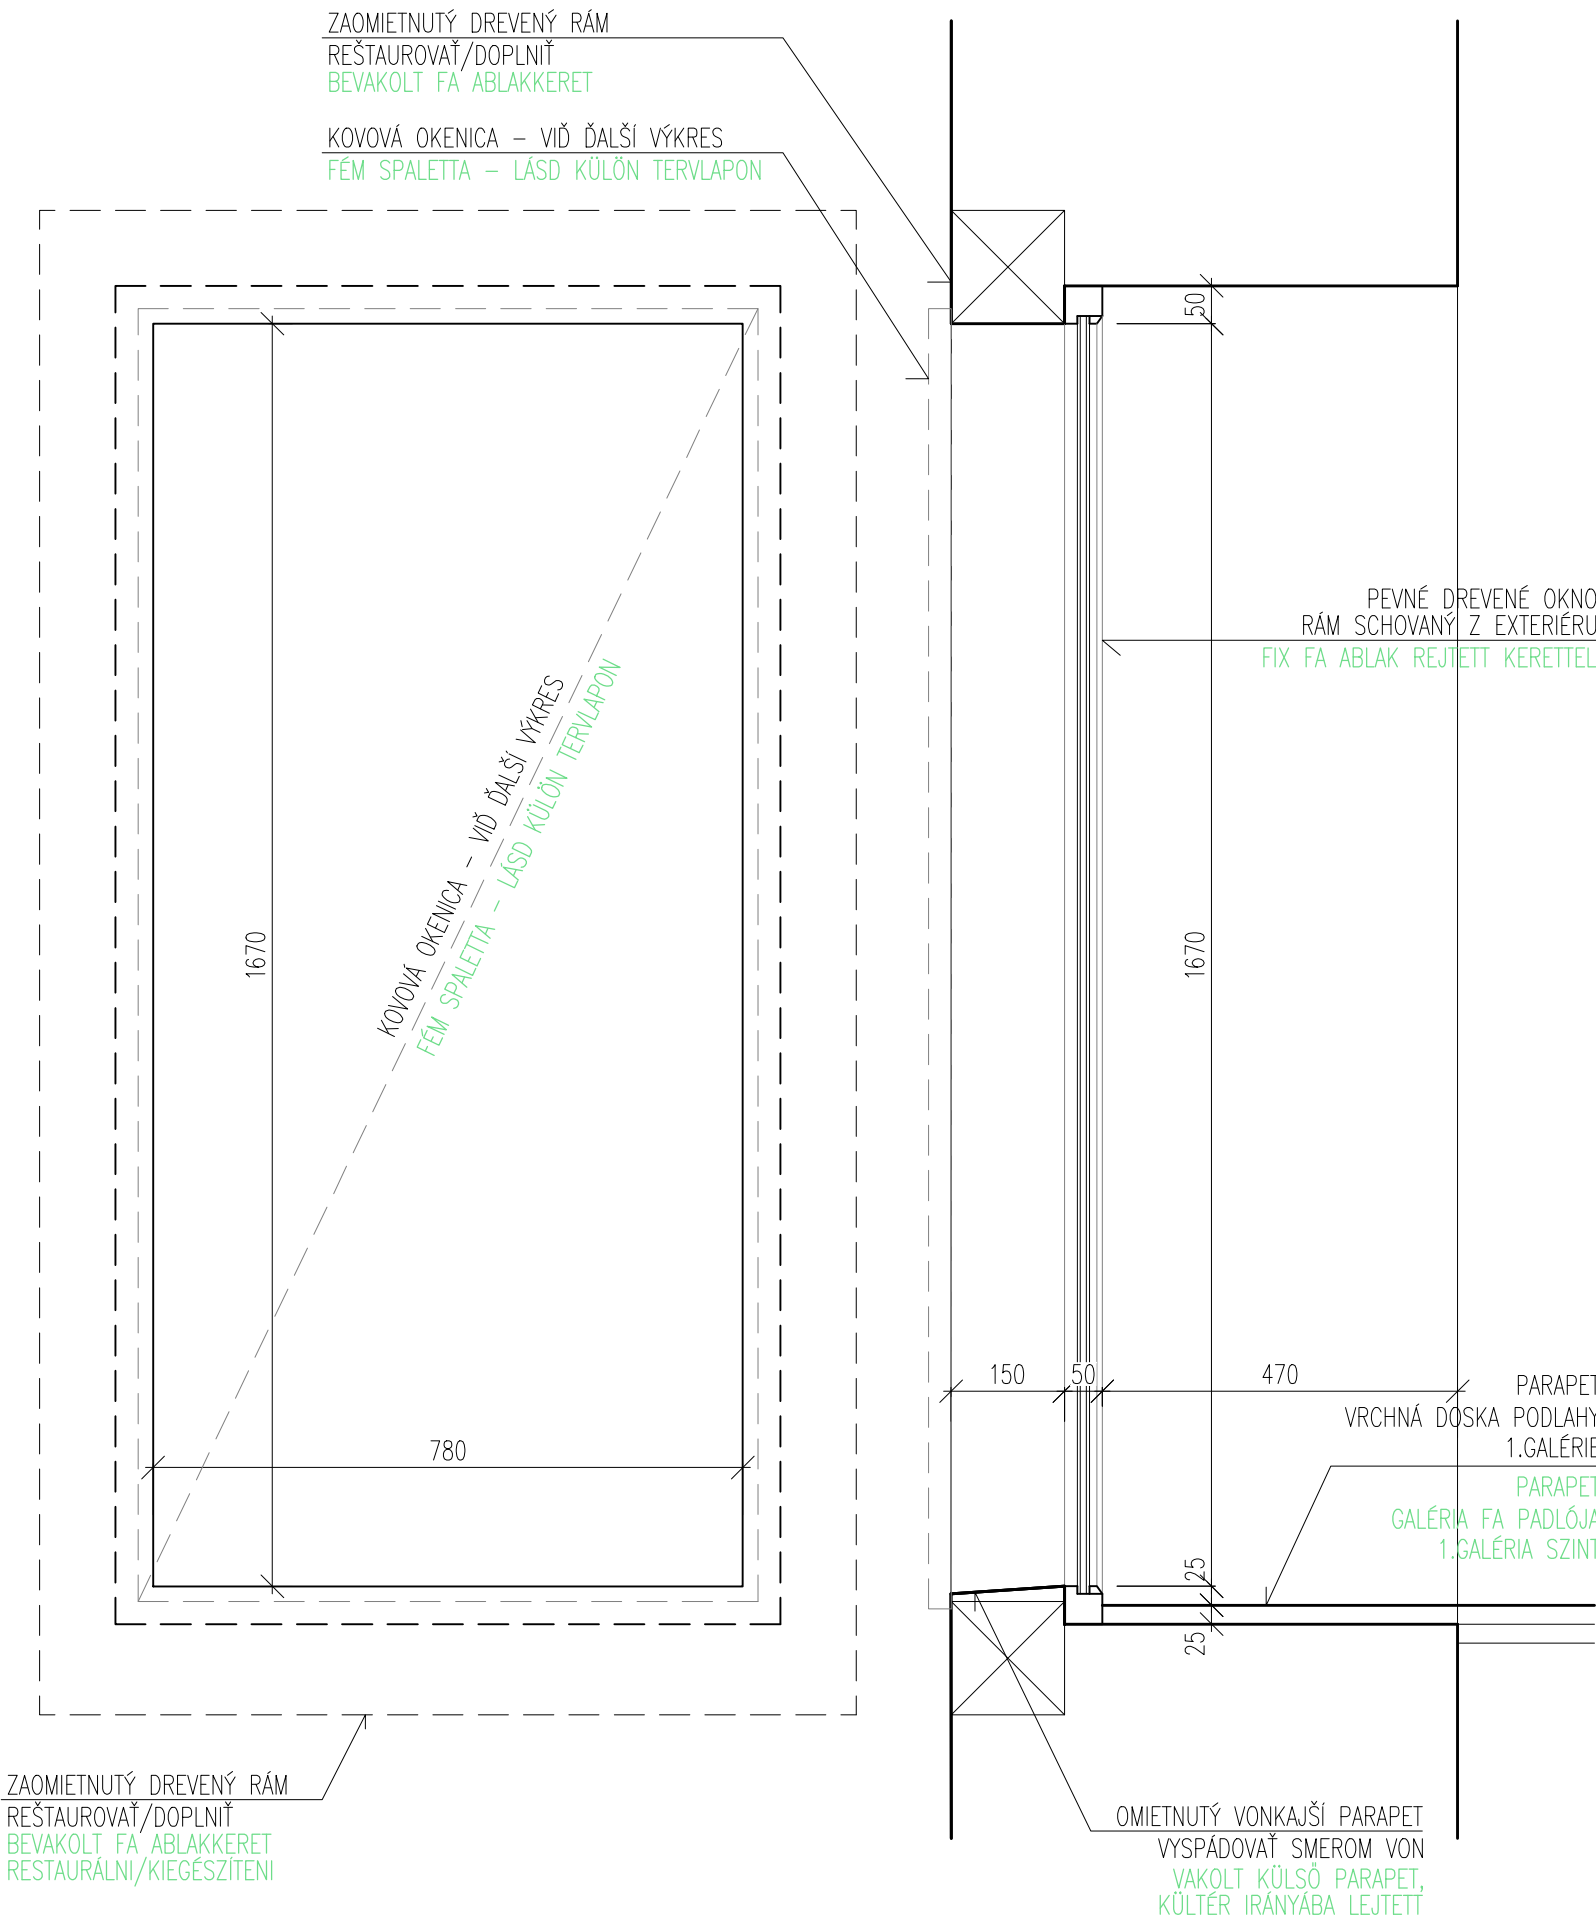 ZAOMIETNUTÝ DREVENÝ RÁM
REŠTAUROVAŤ/DOPLNIŤ
BEVAKOLT FA ABLAKKERET
KOVOVÁ OKENICA – VIĎ ĎALŠÍ VÝKRES
FÉM SPALETTA – LÁSD KÜLÖN TERVLAPON
50
PEVNÉ DREVENÉ OKNO
RÁM SCHOVANÝ Z EXTERIÉRU
FIX FA ABLAK REJTETT KERETTEL
KOVOVÁ OKENICA – VIĎ ĎALŠÍ VÝKRES
FÉM SPALETTA – LÁSD KÜLÖN TERVLAPON
1670
1670
150
50
470
PARAPET
VRCHNÁ DOSKA PODLAHY
1.GALÉRIE
PARAPET
GALÉRIA FA PADLÓJA
1.GALÉRIA SZINT
780
25
25
ZAOMIETNUTÝ DREVENÝ RÁM
REŠTAUROVAŤ/DOPLNIŤ
BEVAKOLT FA ABLAKKERET
RESTAURÁLNI/KIEGÉSZÍTENI
OMIETNUTÝ VONKAJŠÍ PARAPET
VYSPÁDOVAŤ SMEROM VON
VAKOLT KÜLSŐ PARAPET,
KÜLTÉR IRÁNYÁBA LEJTETT